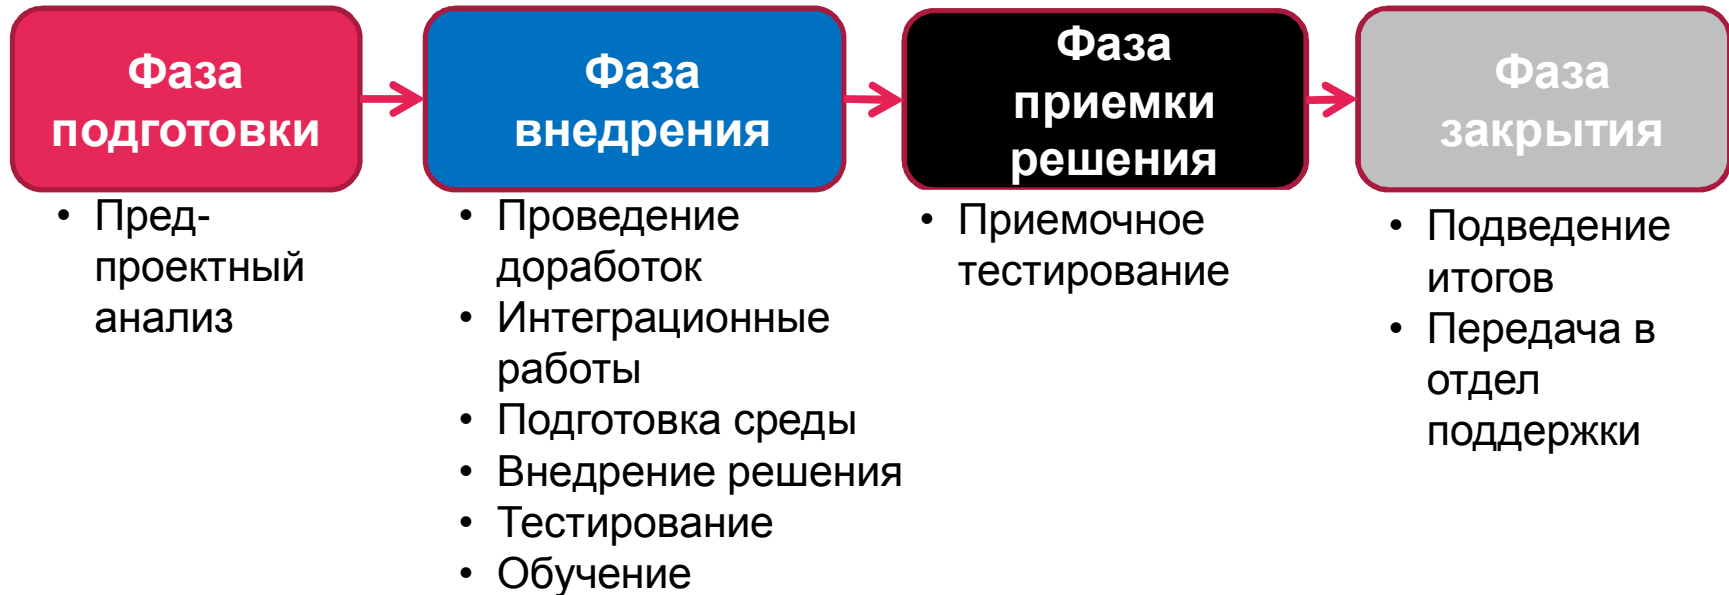 Фаза
подготовки
• Пред-
проектный
анализ
Фаза
внедрения
• Проведение
доработок
• Интеграционные
работы
• Подготовка среды
• Внедрение решения
• Тестирование
• Обучение
Фаза
приемки
решения
• Приемочное
тестирование
Фаза
закрытия
• Подведение
итогов
• Передача в
отдел
поддержки